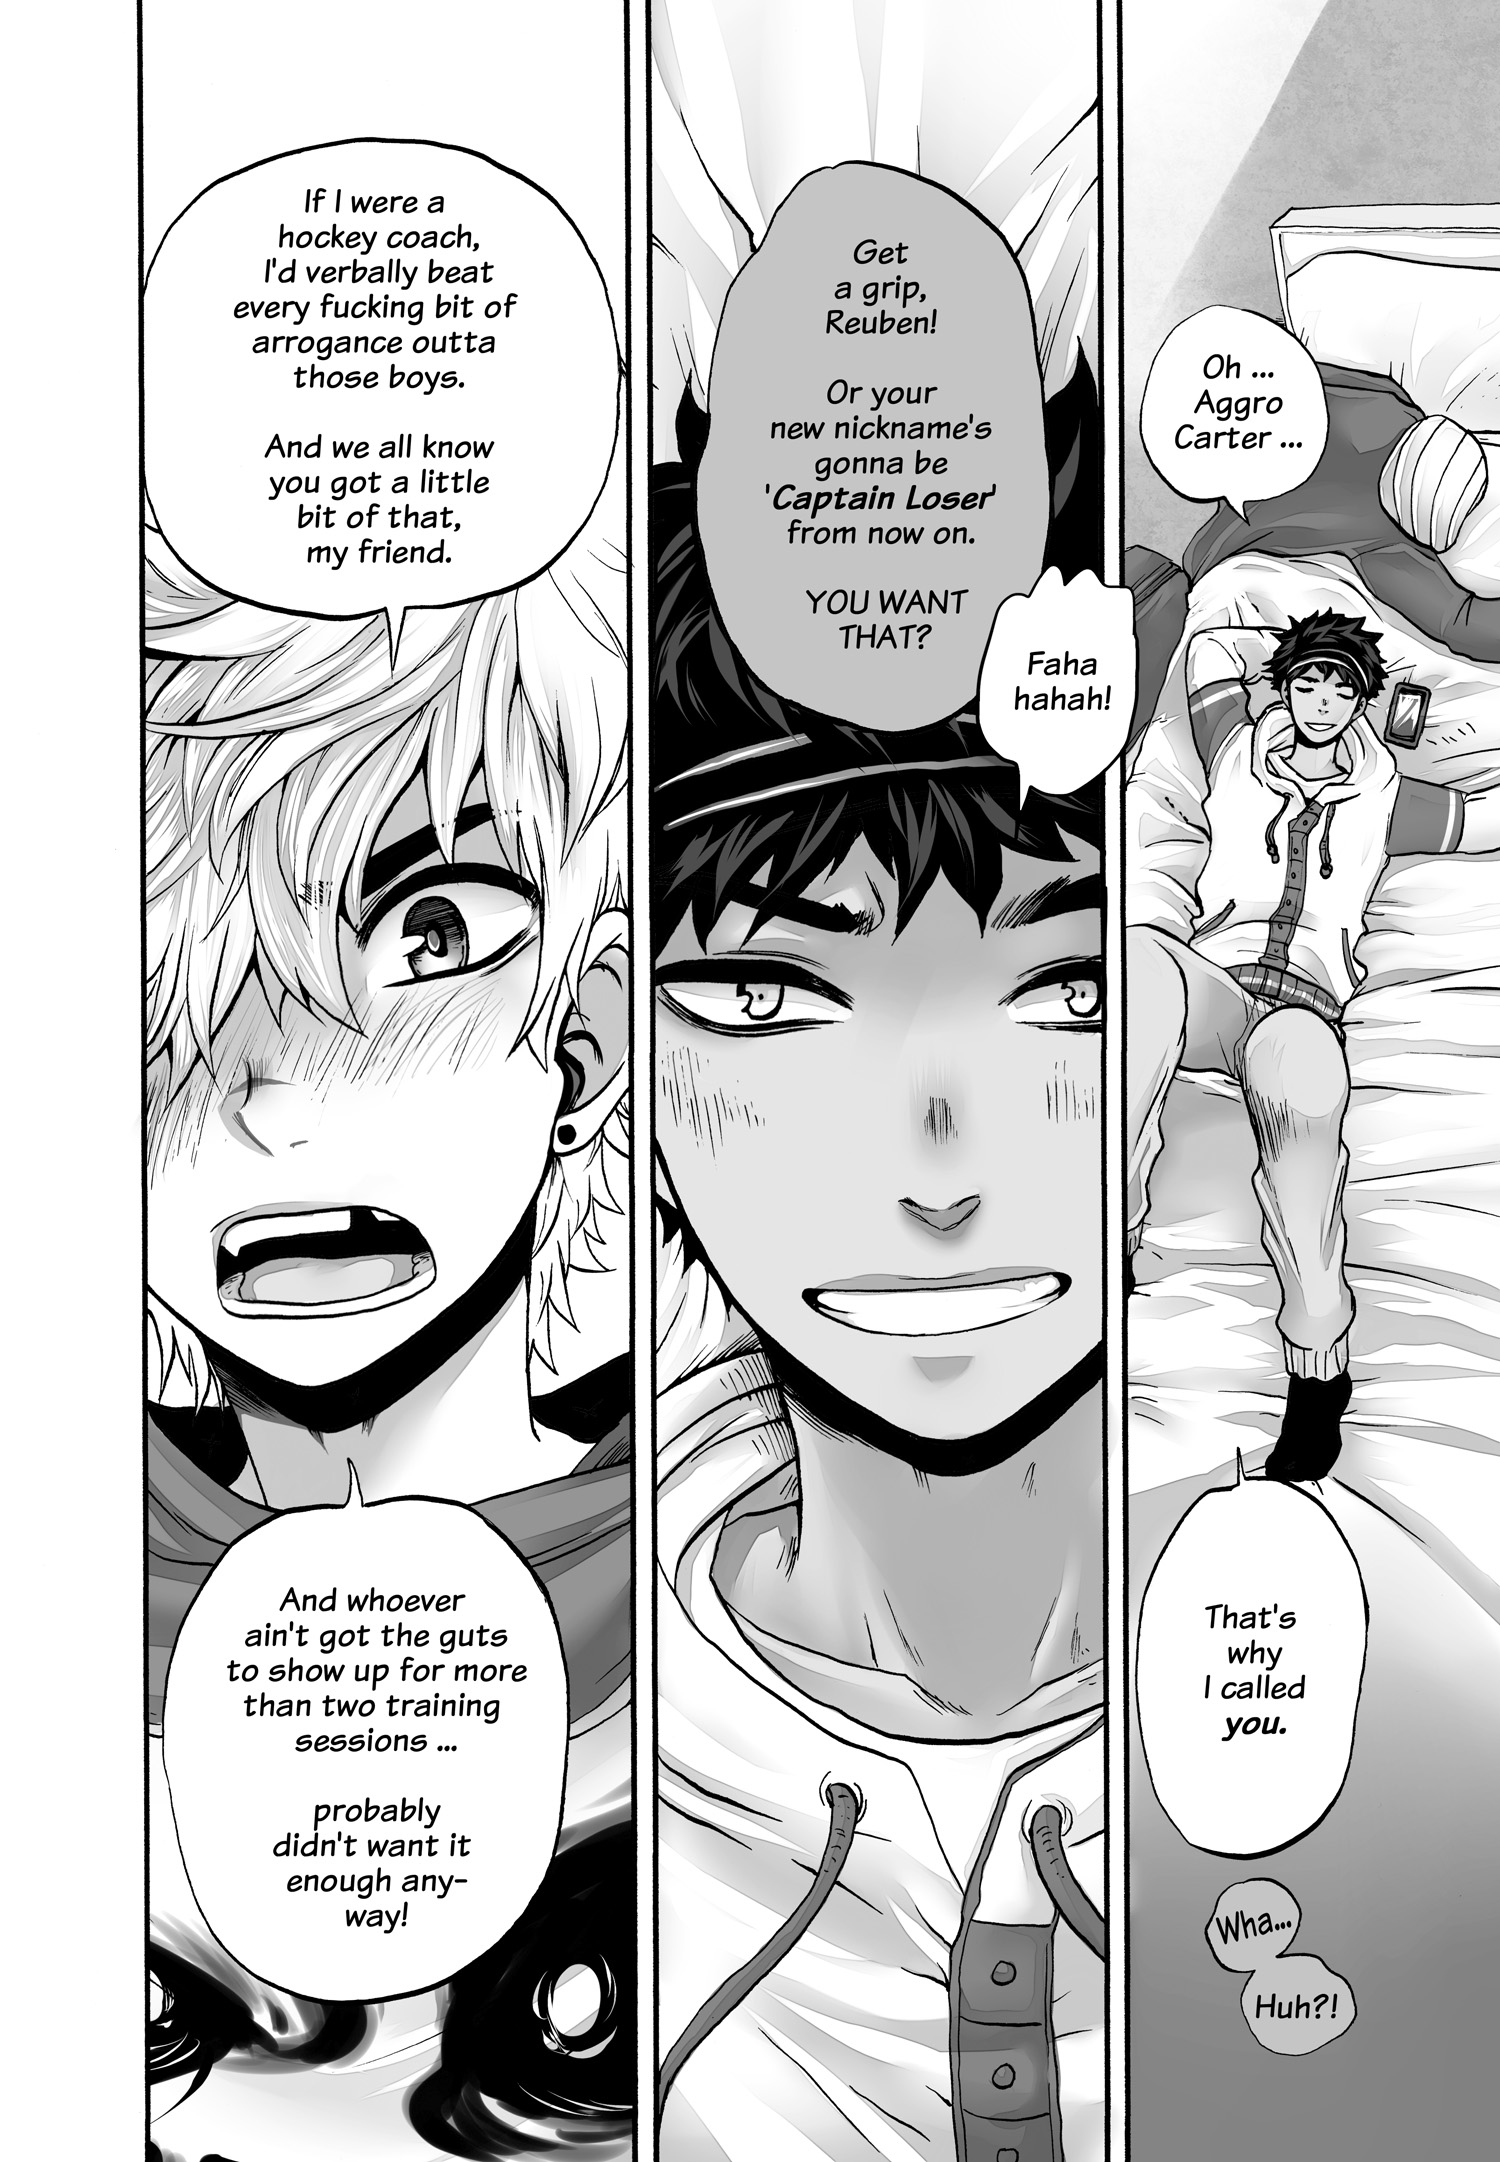 If I were a
hockey coach,
I'd verbally beat
every fucking bit of
arrogance outta
those boys.
And we all know
you got a little
bit of that,
my friend.
And whoever
ain't got the guts
to show up for more
than two training
sessions ...
probably
didn't want it
enough any-
way!
Get
a grip,
Reuben!
Or your
new nickname's
gonna be
'Captain Loser'
from now on.
YOU WANT
THAT?
Faha
hahah!
Oh ...
Aggro
Carter ...
That's
why
I called
you.
Wha...
Huh?!